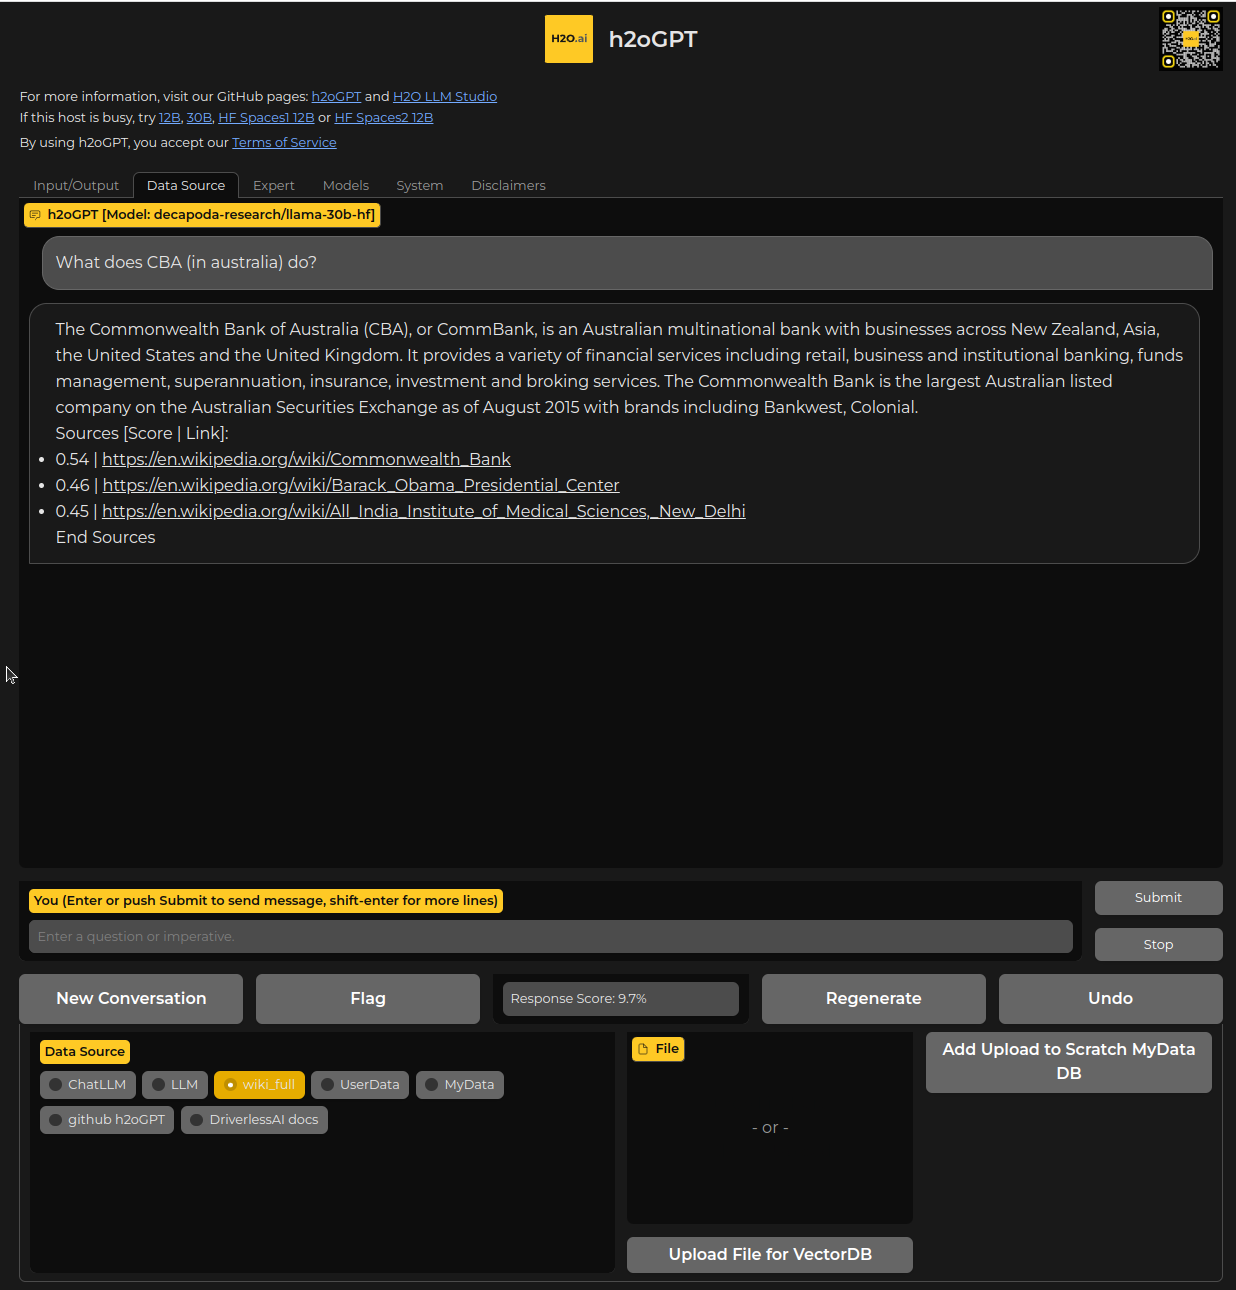 H2O.ai h2oGPT
For more information, visit our GitHub pages: h2oGPT and H2O LLM Studio
If this host is busy, try 12B, 30B, HF Spaces1 12B or HF Spaces2 12B
By using h2oGPT, you accept our Terms of Service
Input/Output Data Source Expert Models System Disclaimers
h2oGPT [Model: decapoda-research/llama-30b-hf]
What does CBA (in australia) do?
The Commonwealth Bank of Australia (CBA), or CommBank, is an Australian multinational bank with businesses across New Zealand, Asia,
the United States and the United Kingdom. It provides a variety of financial services including retail, business and institutional banking, funds
management, superannuation, insurance, investment and broking services. The Commonwealth Bank is the largest Australian listed
company on the Australian Securities Exchange as of August 2015 with brands including Bankwest, Colonial.
Sources [Score | Link]:
• 0.54 | https://en.wikipedia.org/wiki/Commonwealth_Bank
• 0.46 | https://en.wikipedia.org/wiki/Barack_Obama_Presidential_Center
• 0.45 | https://en.wikipedia.org/wiki/All_India_Institute_of_Medical_Sciences,_New_Delhi
End Sources
You (Enter or push Submit to send message, shift-enter for more lines)
Enter a question or imperative.
Submit
Stop
New Conversation Flag Response Score: 9.7% Regenerate Undo
Data Source
ChatLLM LLM wiki_full UserData MyData
github h2oGPT DriverlessAI docs
File
- or -
Upload File for VectorDB
Add Upload to Scratch MyData
DB